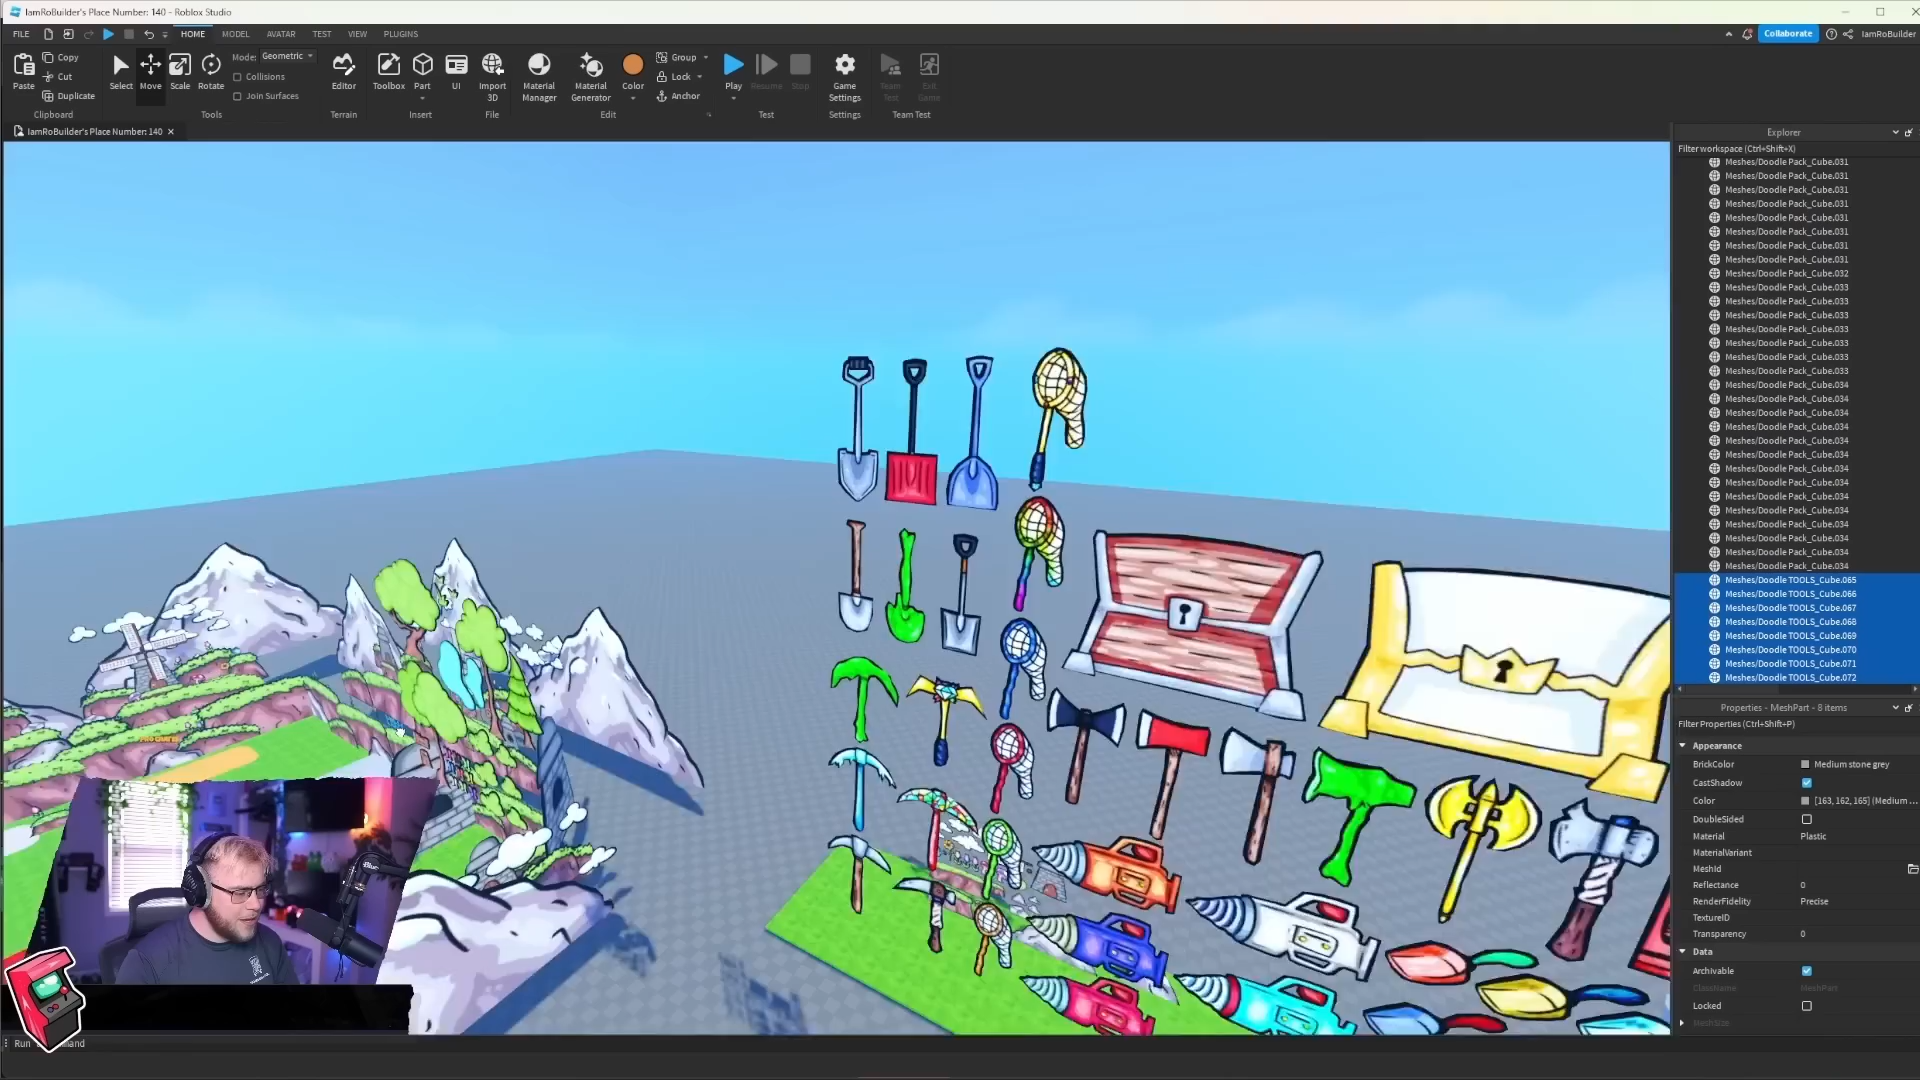 IamRoBuilder's Place Number: 140 - Roblox Studio
FILE HOME MODEL AVATAR TEST VIEW PLUGINS Collaborate IamRoBuilder
Paste Copy Cut Duplicate Clipboard
Select Move Scale Rotate Mode: Geometric Collisions Join Surfaces Tools
Editor Terrain
Toolbox Part UI Insert
Import 3D File
Material Manager Material Generator Color Group Lock Anchor Edit
Play Resume Stop Test
Game Settings Settings
Team Test Exit Game Team Test
IamRoBuilder's Place Number: 140
Explorer
Filter workspace (Ctrl+Shift+X)
Meshes/Doodle Pack_Cube.031
Meshes/Doodle Pack_Cube.031
Meshes/Doodle Pack_Cube.031
Meshes/Doodle Pack_Cube.031
Meshes/Doodle Pack_Cube.031
Meshes/Doodle Pack_Cube.031
Meshes/Doodle Pack_Cube.031
Meshes/Doodle Pack_Cube.031
Meshes/Doodle Pack_Cube.032
Meshes/Doodle Pack_Cube.033
Meshes/Doodle Pack_Cube.033
Meshes/Doodle Pack_Cube.033
Meshes/Doodle Pack_Cube.033
Meshes/Doodle Pack_Cube.033
Meshes/Doodle Pack_Cube.033
Meshes/Doodle Pack_Cube.033
Meshes/Doodle Pack_Cube.034
Meshes/Doodle Pack_Cube.034
Meshes/Doodle Pack_Cube.034
Meshes/Doodle Pack_Cube.034
Meshes/Doodle Pack_Cube.034
Meshes/Doodle Pack_Cube.034
Meshes/Doodle Pack_Cube.034
Meshes/Doodle Pack_Cube.034
Meshes/Doodle Pack_Cube.034
Meshes/Doodle Pack_Cube.034
Meshes/Doodle Pack_Cube.034
Meshes/Doodle Pack_Cube.034
Meshes/Doodle Pack_Cube.034
Meshes/Doodle Pack_Cube.034
Meshes/Doodle TOOLS_Cube.065
Meshes/Doodle TOOLS_Cube.066
Meshes/Doodle TOOLS_Cube.067
Meshes/Doodle TOOLS_Cube.068
Meshes/Doodle TOOLS_Cube.069
Meshes/Doodle TOOLS_Cube.070
Meshes/Doodle TOOLS_Cube.071
Meshes/Doodle TOOLS_Cube.072
Properties - MeshPart - 8 items
Filter Properties (Ctrl+Shift+P)
Appearance
BrickColor Medium stone grey
CastShadow
Color [163, 162, 165] (Medium ...
DoubleSided
Material Plastic
MaterialVariant
MeshId
Reflectance 0
RenderFidelity Precise
TextureID
Transparency 0
Data
Archivable
ClassName MeshPart
Locked
MeshSize
Blue
Run